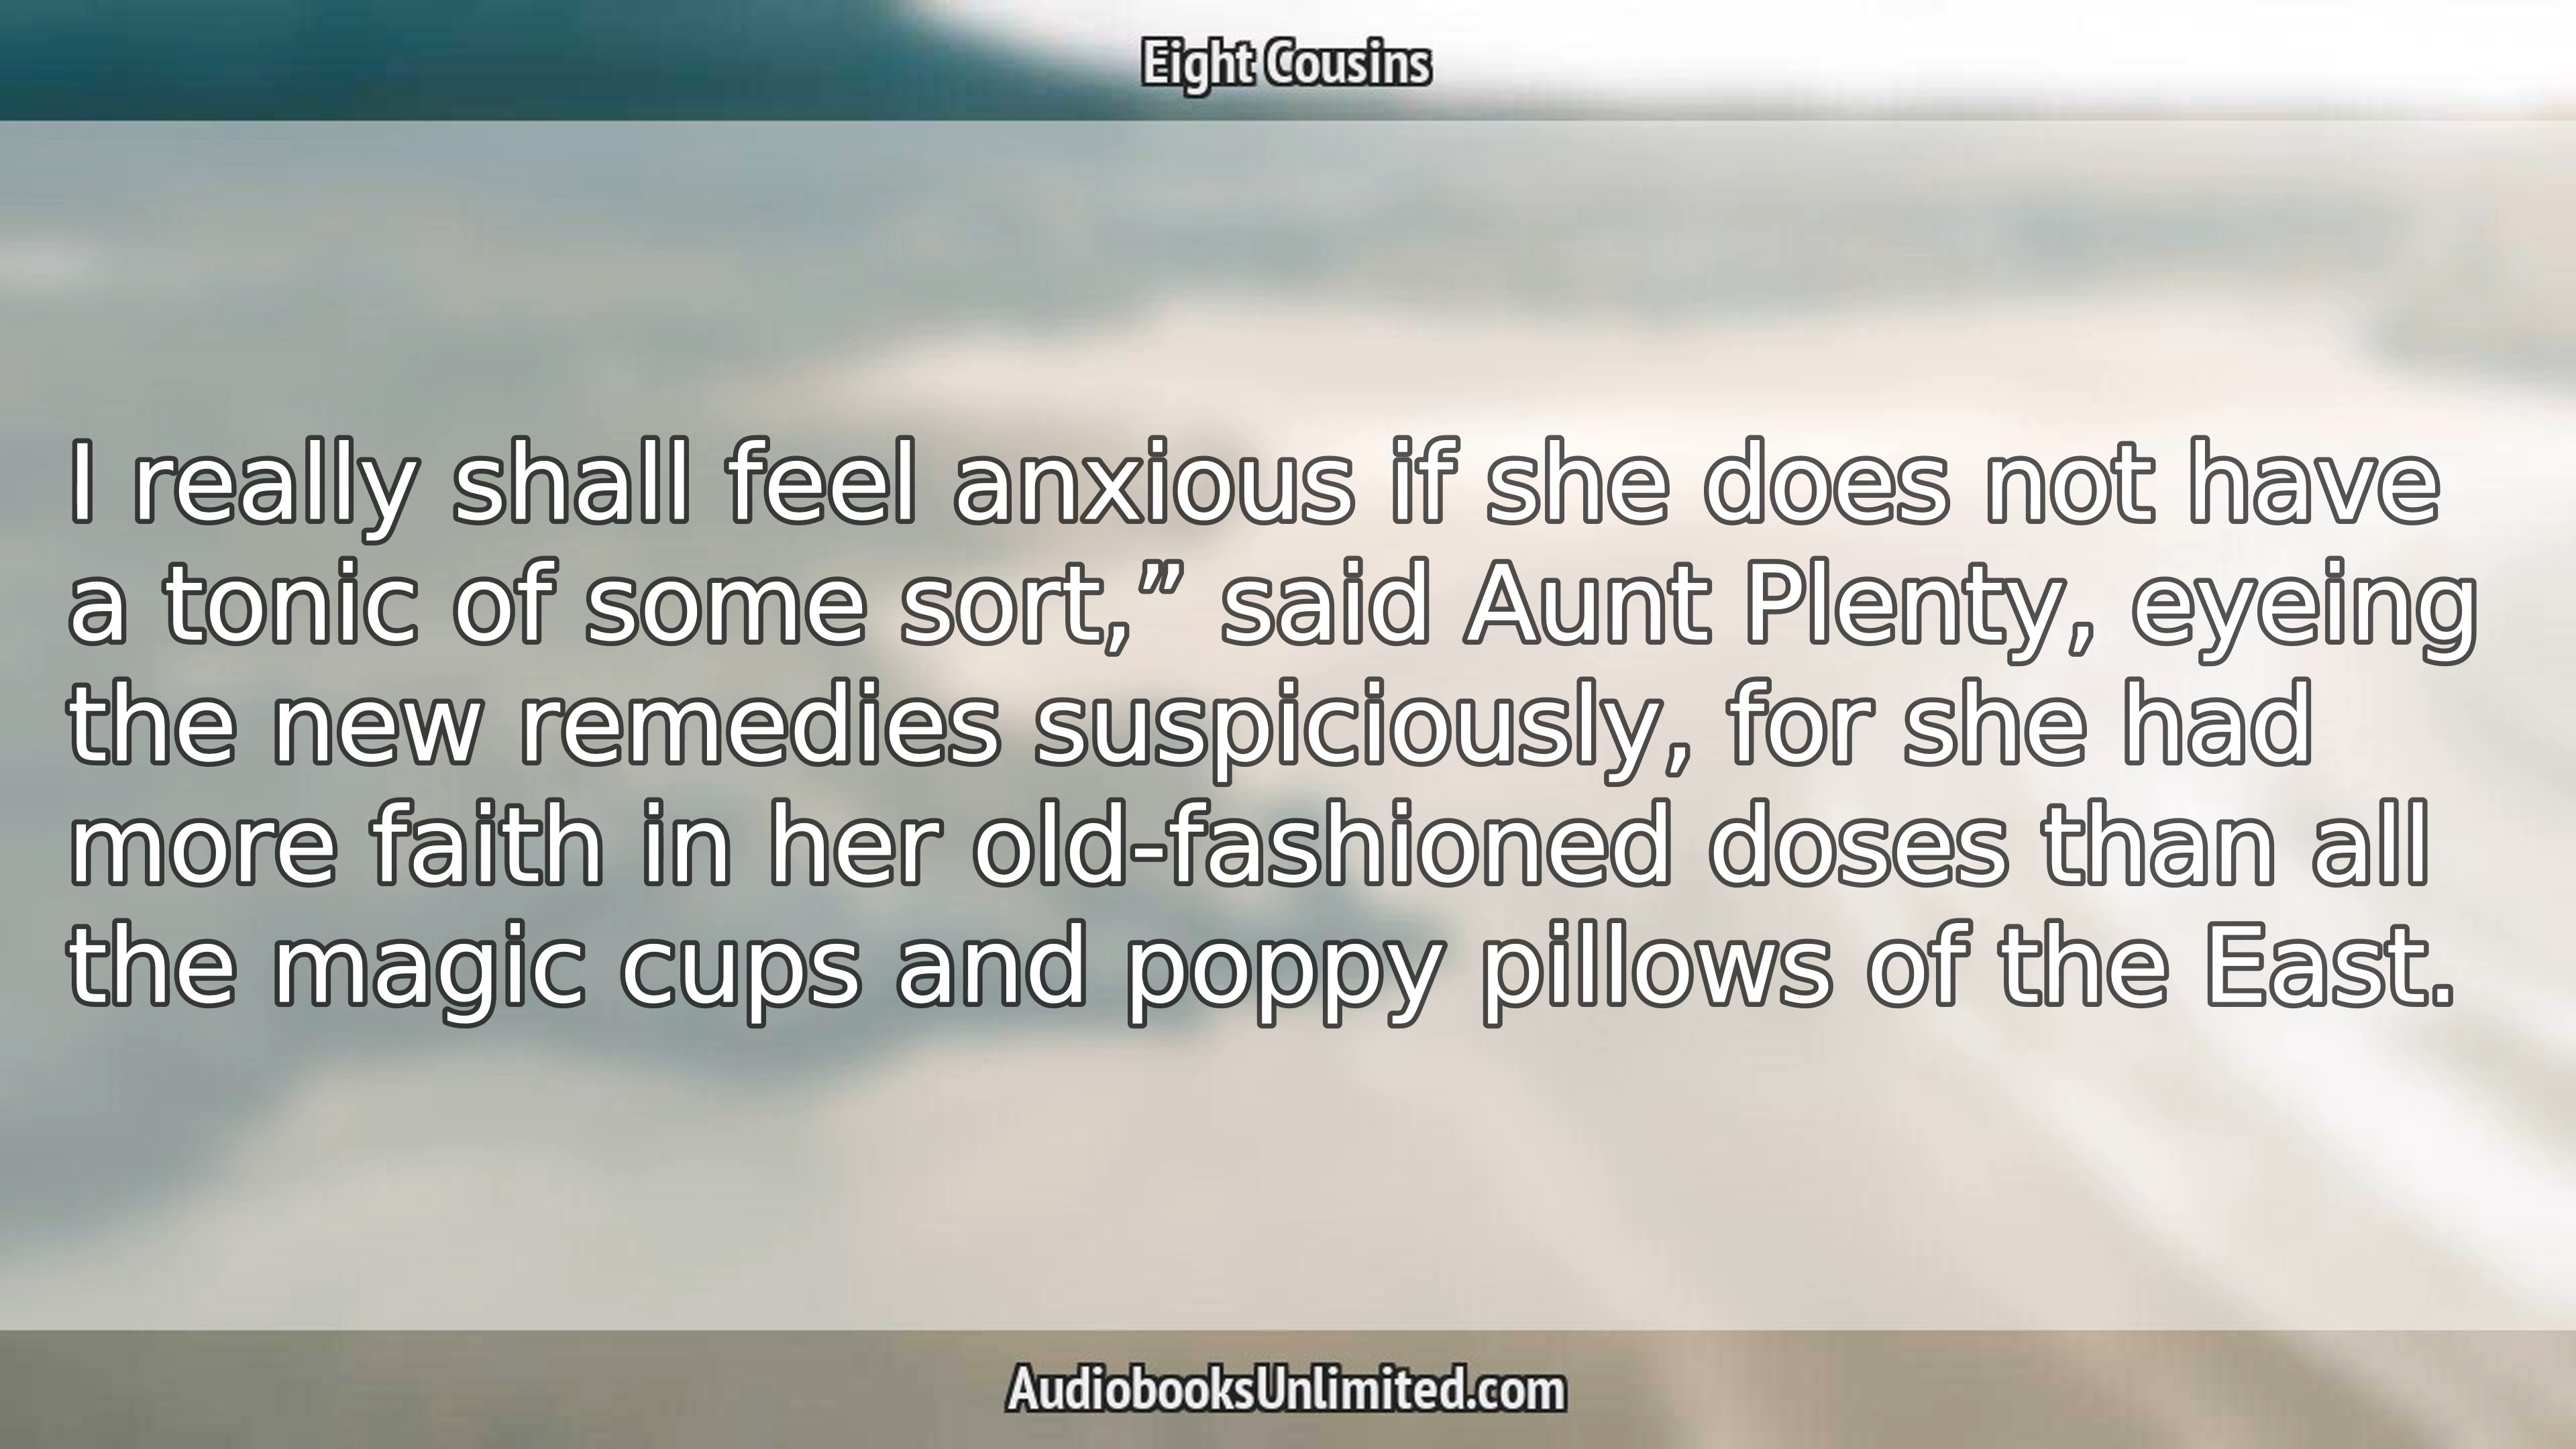 Eight Cousins
I really shall feel anxious if she does not have
a tonic of some sort,” said Aunt Plenty, eyeing
the new remedies suspiciously, for she had
more faith in her old-fashioned doses than all
the magic cups and poppy pillows of the East.
AudiobooksUnlimited.com